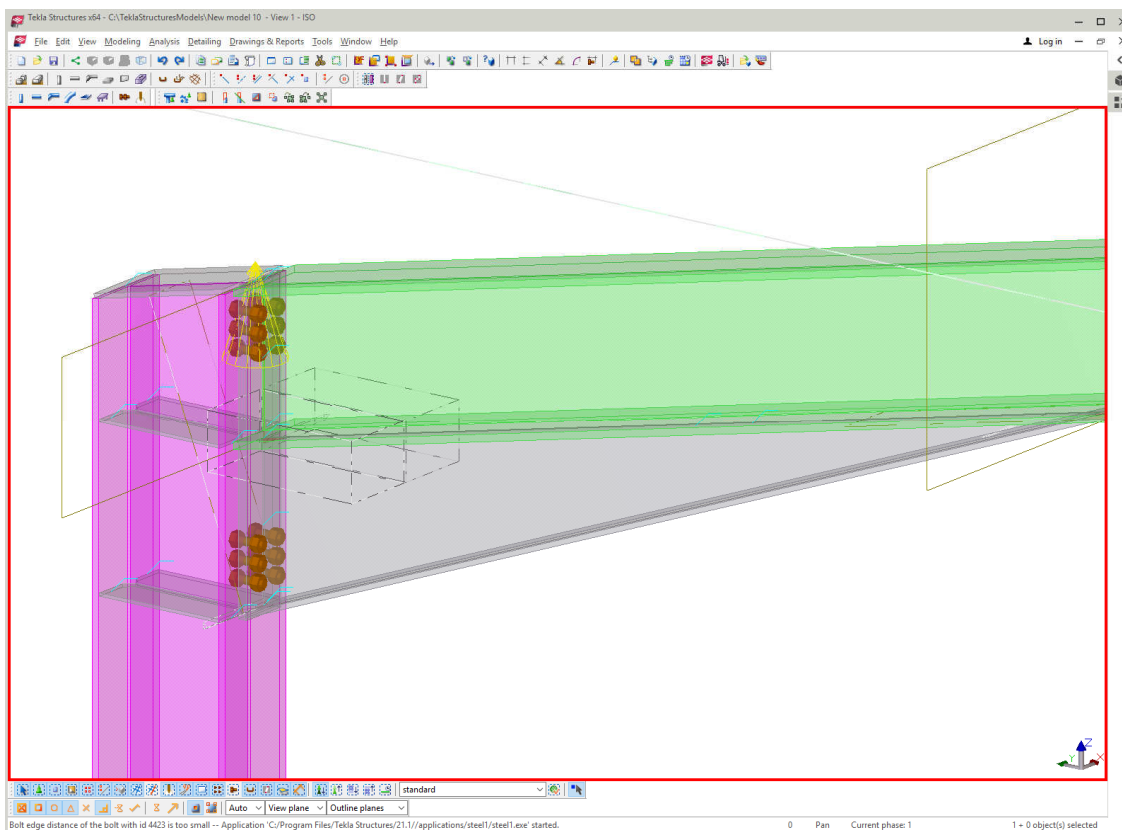 Tekla Structures x64 - C:\TeklaStructuresModels\New model 10 - View 1 - ISO
File Edit View Modeling Analysis Detailing Drawings & Reports Tools Window Help
Log in
Z
Y
X
standard
Auto View plane Outline planes
Bolt edge distance of the bolt with id 4423 is too small -- Application 'C:/Program Files/Tekla Structures/21.1//applications/steel1/steel1.exe' started. 0 Pan Current phase: 1 1 + 0 object(s) selected